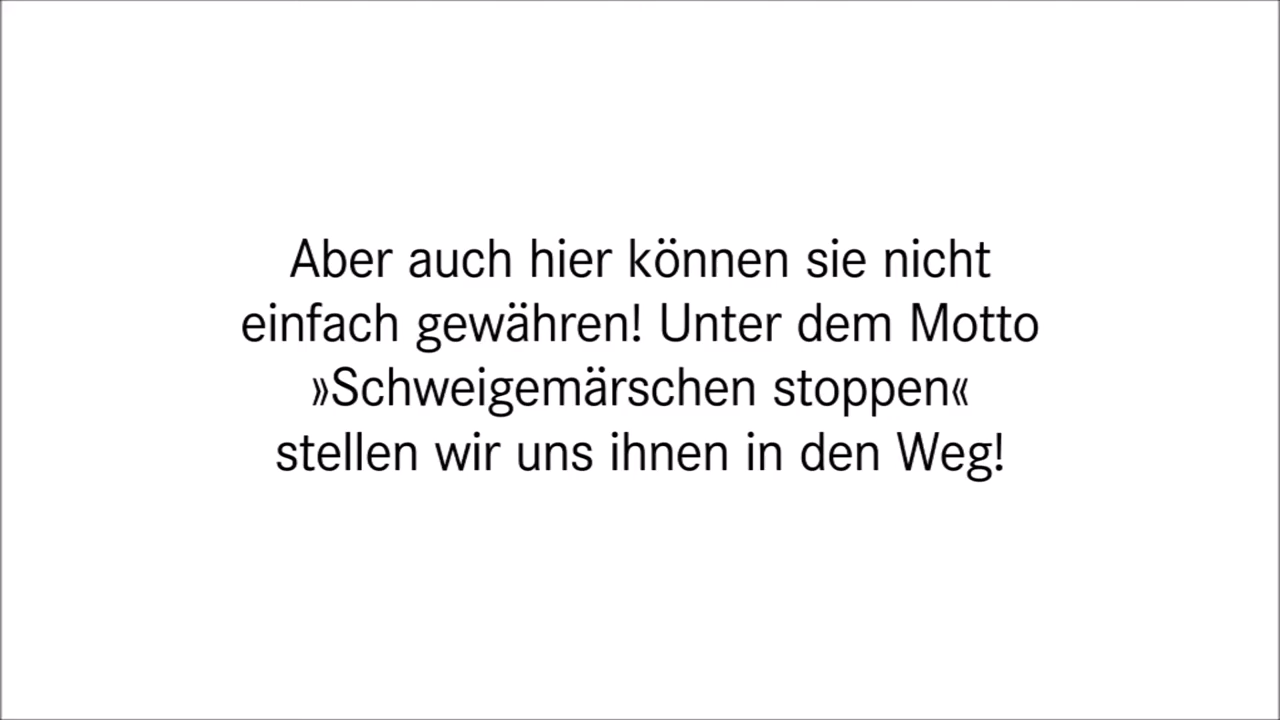 Aber auch hier können sie nicht
einfach gewähren! Unter dem Motto
»Schweigemärschen stoppen«
stellen wir uns ihnen in den Weg!